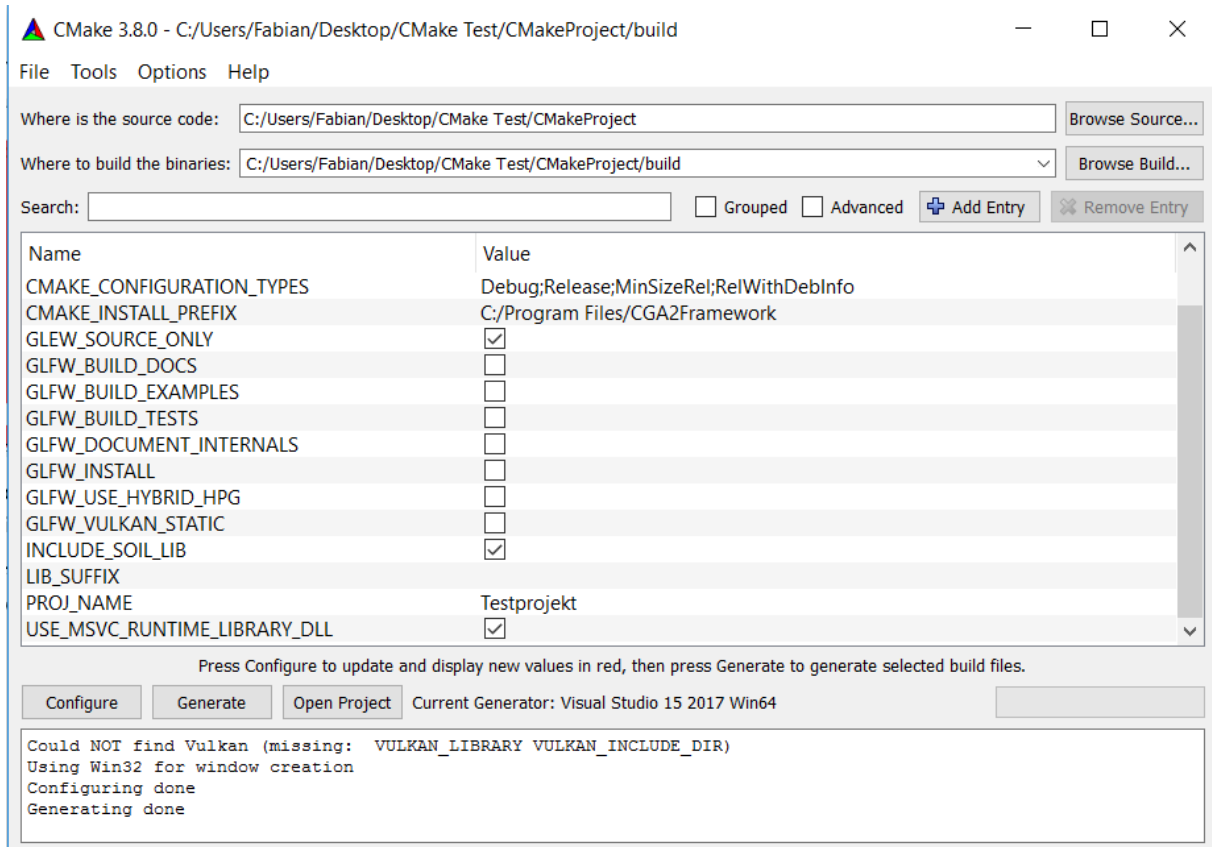 CMake 3.8.0 - C:/Users/Fabian/Desktop/CMake Test/CMakeProject/build
File Tools Options Help
Where is the source code: C:/Users/Fabian/Desktop/CMake Test/CMakeProject Browse Source...
Where to build the binaries: C:/Users/Fabian/Desktop/CMake Test/CMakeProject/build Browse Build...
Search: Grouped Advanced Add Entry Remove Entry
Name Value
CMAKE_CONFIGURATION_TYPES Debug;Release;MinSizeRel;RelWithDebInfo
CMAKE_INSTALL_PREFIX C:/Program Files/CGA2Framework
GLEW_SOURCE_ONLY
GLFW_BUILD_DOCS
GLFW_BUILD_EXAMPLES
GLFW_BUILD_TESTS
GLFW_DOCUMENT_INTERNALS
GLFW_INSTALL
GLFW_USE_HYBRID_HPG
GLFW_VULKAN_STATIC
INCLUDE_SOIL_LIB
LIB_SUFFIX
PROJ_NAME Testprojekt
USE_MSVC_RUNTIME_LIBRARY_DLL
Press Configure to update and display new values in red, then press Generate to generate selected build files.
Configure Generate Open Project Current Generator: Visual Studio 15 2017 Win64
Could NOT find Vulkan (missing:  VULKAN_LIBRARY VULKAN_INCLUDE_DIR)
Using Win32 for window creation
Configuring done
Generating done